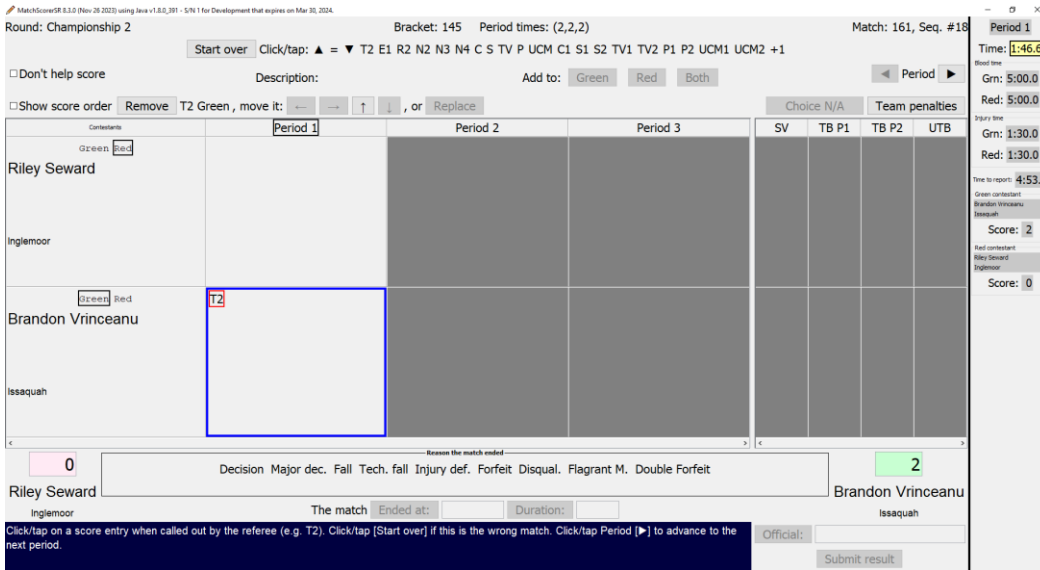 MatchScorerSR 8.3.0 (Nov 26 2023) using Java v1.8.0_391 - S/N 1 for Development that expires on Mar 30, 2024.
Round: Championship 2 Bracket: 145 Period times: (2,2,2) Match: 161, Seq. #18 Period 1
Start over Click/tap: ▲ = ▼ T2 E1 R2 N2 N3 N4 C S TV P UCM C1 S1 S2 TV1 TV2 P1 P2 UCM1 UCM2 +1
Time: 1:46.6
Don't help score Description: Add to: Green Red Both ◀ Period ▶
Blood time
Grn: 5:00.0
Show score order Remove T2 Green , move it: ← → ↑ ↓ , or Replace Choice N/A Team penalties
Red: 5:00.0
Contestants Period 1 Period 2 Period 3 SV TB P1 TB P2 UTB
Injury time
Grn: 1:30.0
Red: 1:30.0
Time to report: 4:53.
Green contestant
Brandon Vrinceanu
Issaquah
Score: 2
Red contestant
Riley Seward
Inglemoor
Score: 0
Green Red
Riley Seward
Inglemoor
Green Red T2
Brandon Vrinceanu
Issaquah
Reason the match ended
0 Decision Major dec. Fall Tech. fall Injury def. Forfeit Disqual. Flagrant M. Double Forfeit 2
Riley Seward Brandon Vrinceanu
Inglemoor The match Ended at: Duration: Issaquah
Click/tap on a score entry when called out by the referee (e.g. T2). Click/tap [Start over] if this is the wrong match. Click/tap Period [▶] to advance to the
next period.
Official:
Submit result